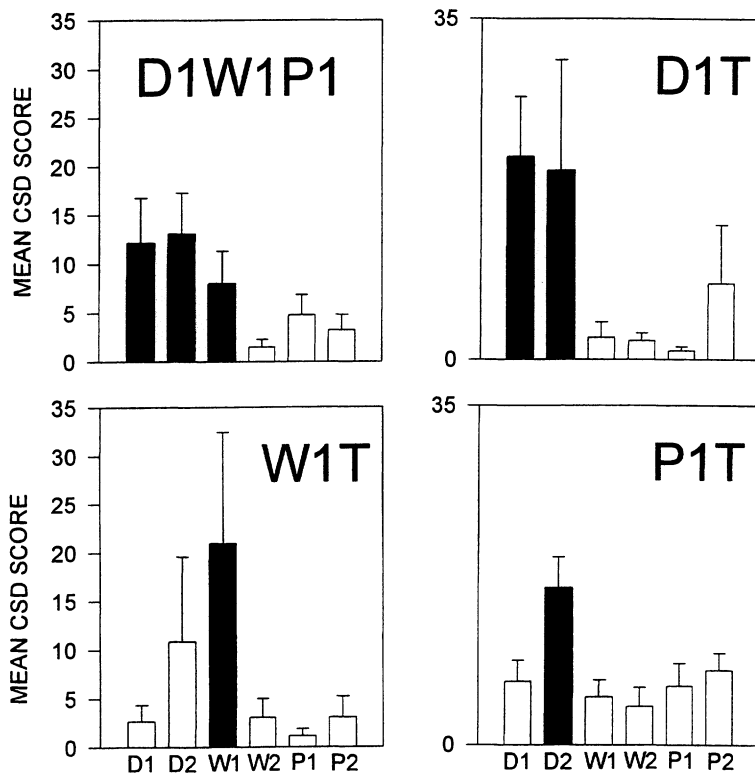 MEAN CSD SCORE
35
30
25
20
15
10
5
0
D1W1P1
35
0
D1T
MEAN CSD SCORE
35
30
25
20
15
10
5
0
W1T
D1 D2 W1 W2 P1 P2
35
0
P1T
D1 D2 W1 W2 P1 P2